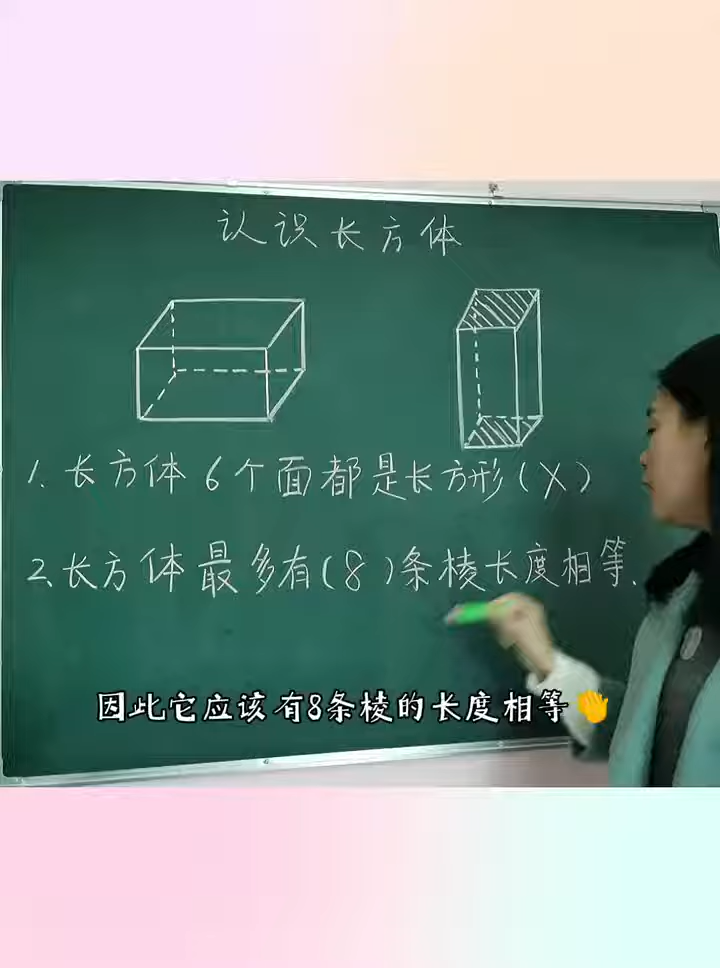 认识长方体
1. 长方体6个面都是长方形(X)
2、长方体最多有(8)条棱长度相等.
因此它应该有8条棱的长度相等👋